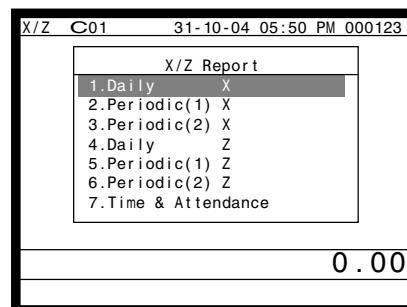 X/Z C01 31-10-04 05:50 PM 000123
X/Z Report
1.Daily X
2.Periodic(1) X
3.Periodic(2) X
4.Daily Z
5.Periodic(1) Z
6.Periodic(2) Z
7.Time & Attendance
0.00